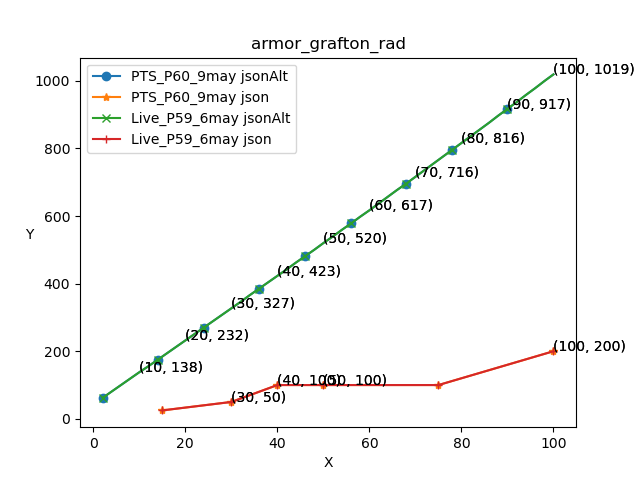 armor_grafton_rad
PTS_P60_9may jsonAlt
PTS_P60_9may json
Live_P59_6may jsonAlt
Live_P59_6may json
(100, 1019)
(90, 917)
(80, 816)
(70, 716)
(60, 617)
(50, 520)
(40, 423)
(30, 327)
(20, 232)
(10, 138)
(100, 200)
(40, 100)
(50, 100)
(30, 50)
1000
800
600
400
200
0
Y
0 20 40 60 80 100
X